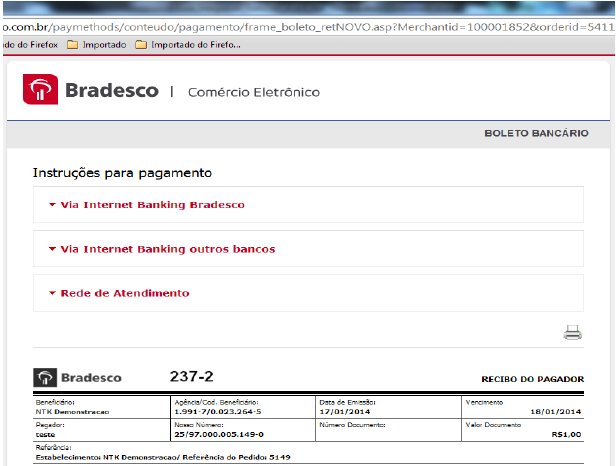 o.com.br/paymethods/conteudo/pagamento/frame_boleto_retNOVO.asp?Merchantid=100001852&orderid=5411
do do Firefox Importado Importado do Firefo...
Bradesco | Comércio Eletrônico
BOLETO BANCÁRIO
Instruções para pagamento
Via Internet Banking Bradesco
Via Internet Banking outros bancos
Rede de Atendimento
Bradesco 237-2 RECIBO DO PAGADOR
Beneficiário: Agência/Cod. Beneficiário: Data de Emissão: Vencimento
NTK Demonstracao 1.991-7/0.023.264-5 17/01/2014 18/01/2014
Pagador: Nosso Número: Número Documento: Valor Documento
teste 25/97.000.005.149-0 R$1,00
Referência:
Estabelecimento: NTK Demonstracao/ Referência do Pedido: 5149